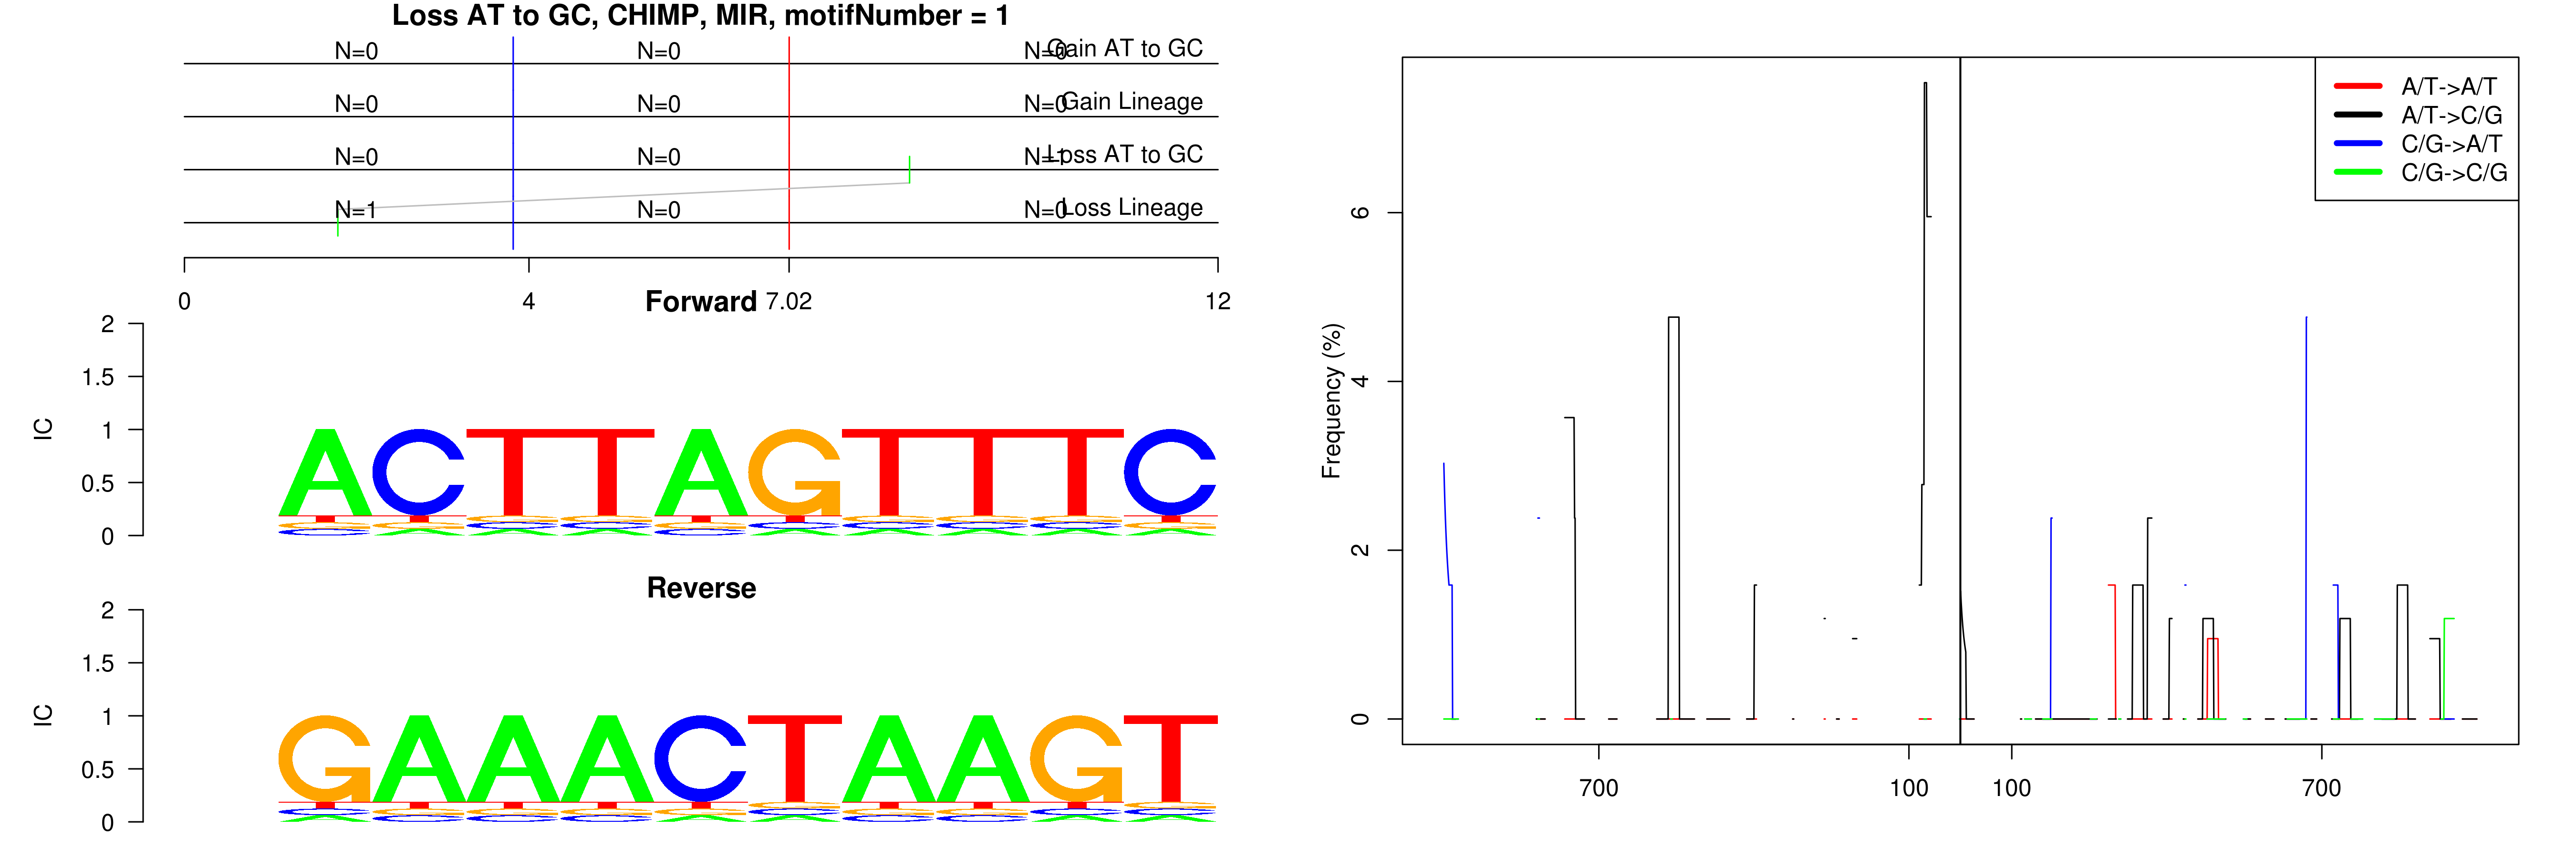 Loss AT to GC, CHIMP, MIR, motifNumber = 1
N=0 N=0 N=0 Gain AT to GC
N=0 N=0 N=0 Gain Lineage
N=0 N=0 N=1 Loss AT to GC
N=1 N=0 N=0 Loss Lineage
0 4 7.02 12
Forward
IC
2
1.5
1
0.5
0
ACTTAGTTTC
Reverse
IC
2
1.5
1
0.5
0
GAAACTAAGT
Frequency (%)
6
4
2
0
700 100 100 700
A/T->A/T
A/T->C/G
C/G->A/T
C/G->C/G